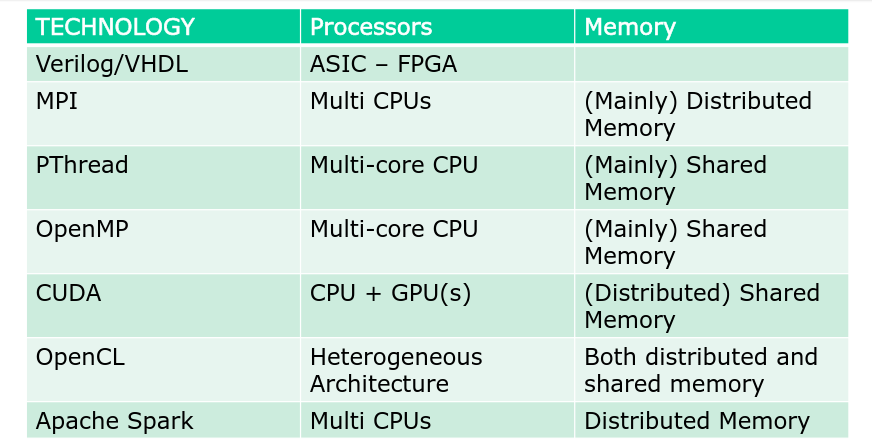 TECHNOLOGY Processors Memory
Verilog/VHDL ASIC – FPGA
MPI Multi CPUs (Mainly) Distributed
Memory
PThread Multi-core CPU (Mainly) Shared
Memory
OpenMP Multi-core CPU (Mainly) Shared
Memory
CUDA CPU + GPU(s) (Distributed) Shared
Memory
OpenCL Heterogeneous Both distributed and
Architecture shared memory
Apache Spark Multi CPUs Distributed Memory